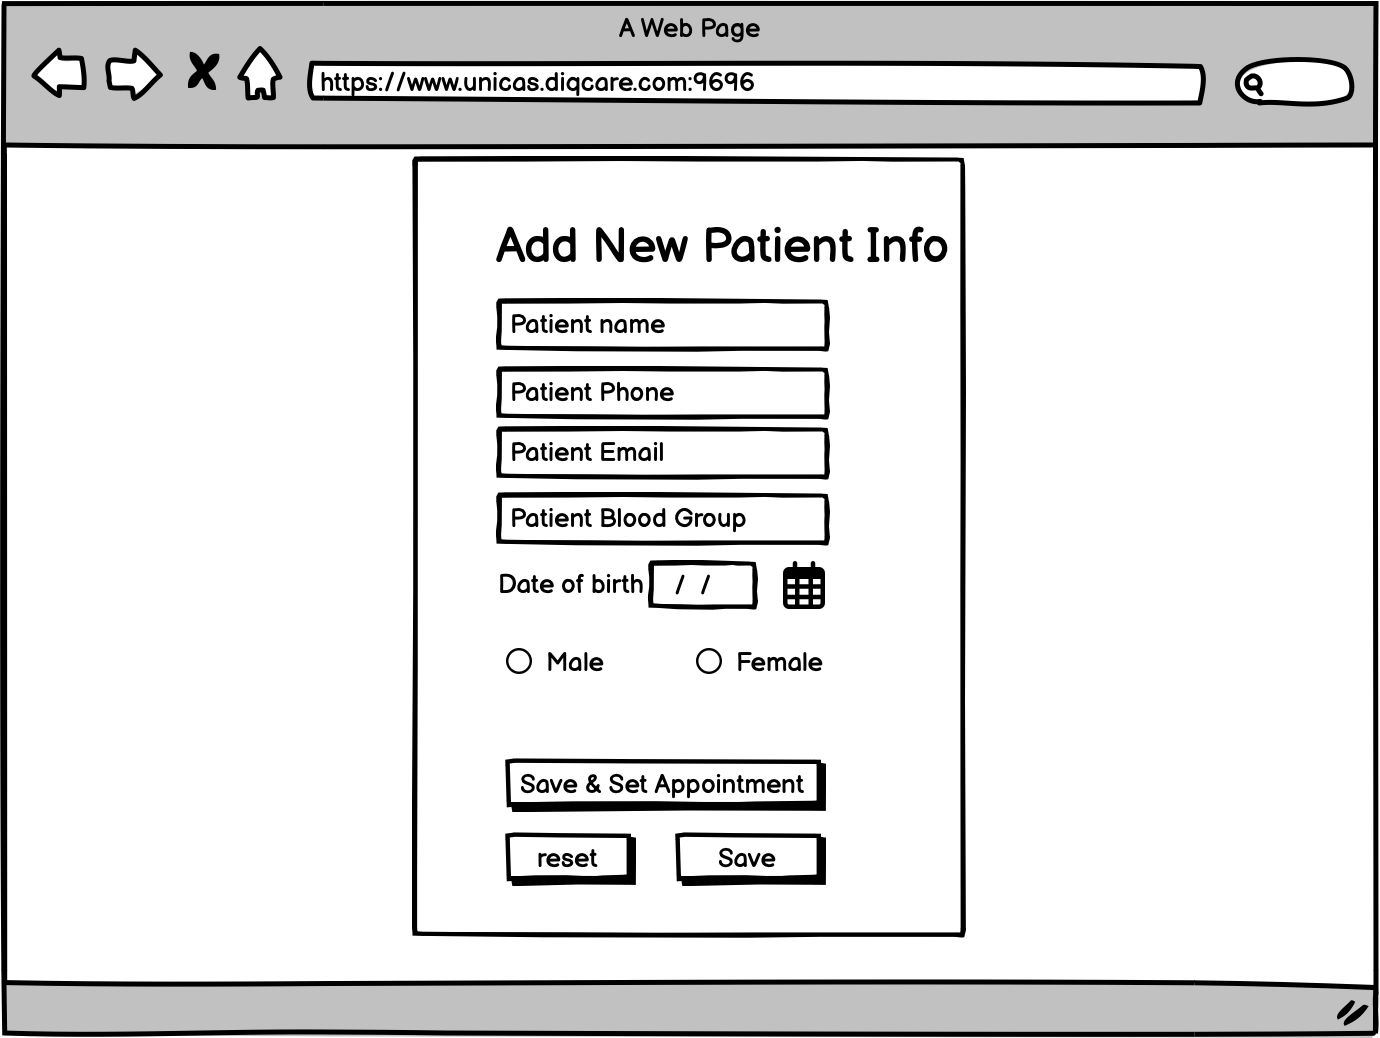 A Web Page
https://www.unicas.diqcare.com:9696
Add New Patient Info
Patient name
Patient Phone
Patient Email
Patient Blood Group
Date of birth / /
Male Female
Save & Set Appointment
reset Save